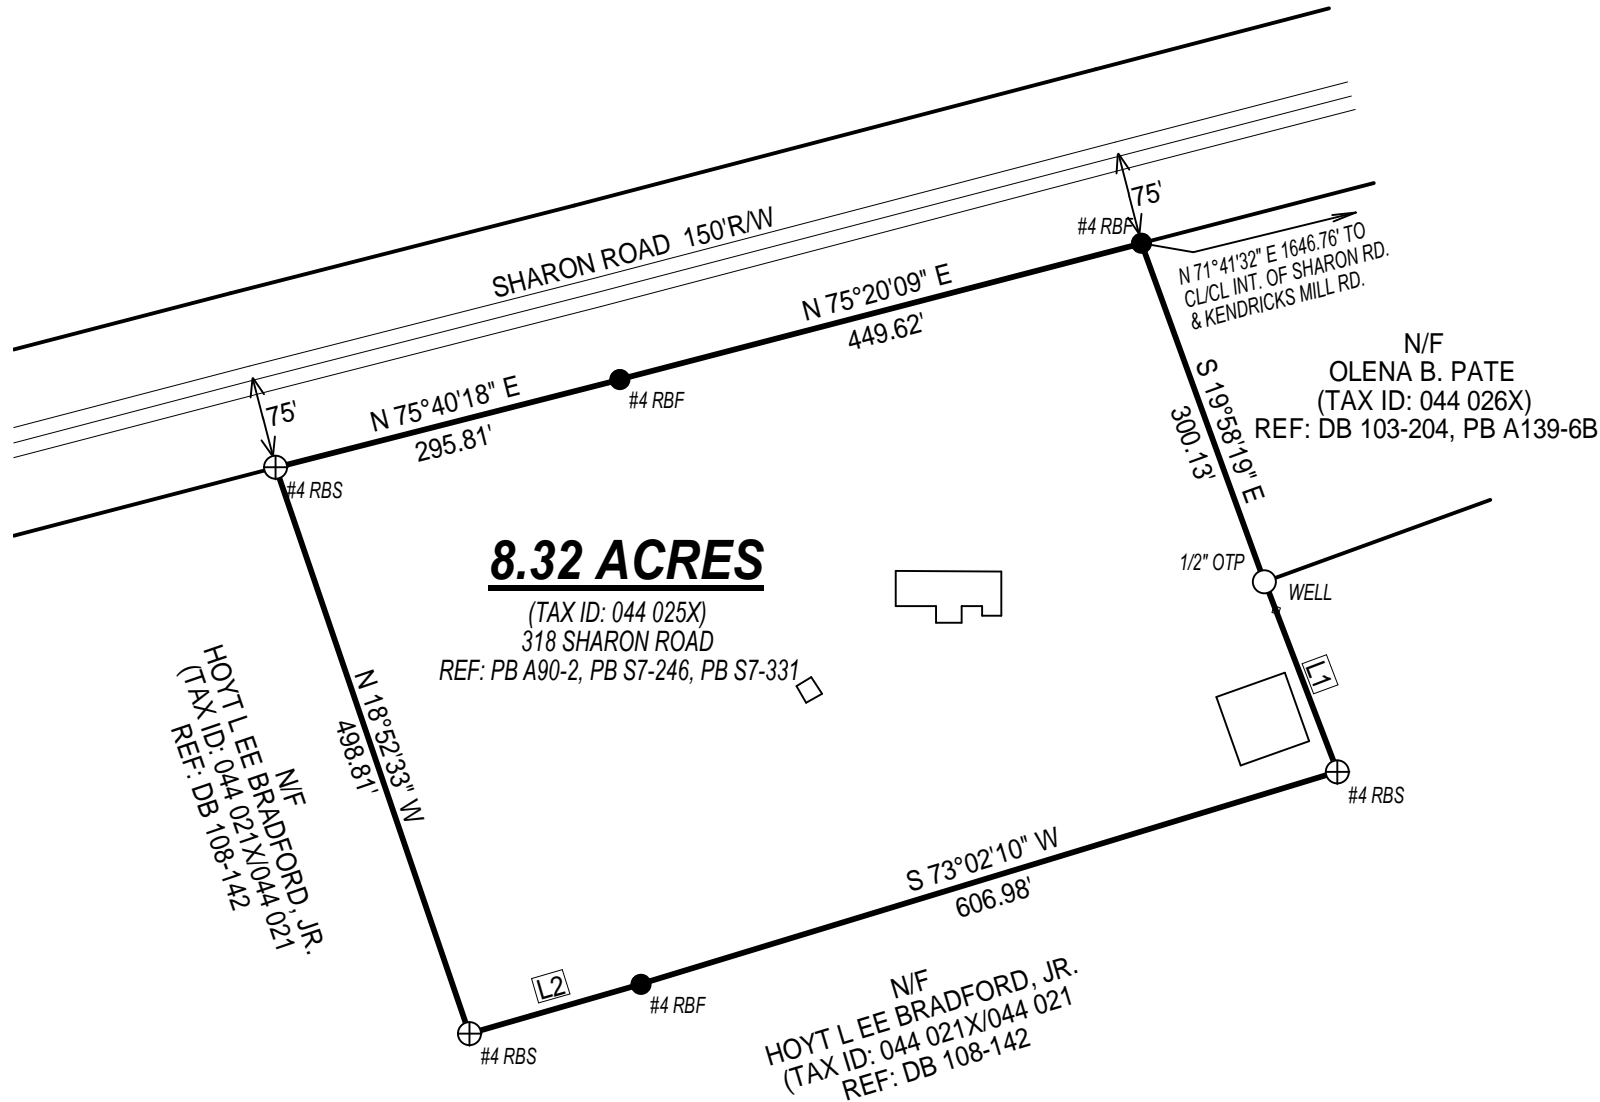 SHARON ROAD 150'R/W
75'
#4 RBF
N 71°41'32" E 1646.76' TO
CL/CL INT. OF SHARON RD.
& KENDRICKS MILL RD.
N 75°20'09" E
449.62'
N/F
OLENA B. PATE
(TAX ID: 044 026X)
REF: DB 103-204, PB A139-6B
S 19°58'19" E
300.13'
N 75°40'18" E
295.81'
#4 RBF
75'
#4 RBS
8.32 ACRES
(TAX ID: 044 025X)
318 SHARON ROAD
REF: PB A90-2, PB S7-246, PB S7-331
1/2" OTP
WELL
L1
N 18°52'33" W
498.81'
N/F
HOYT L EE BRADFORD, JR.
(TAX ID: 044 021X/044 021
REF: DB 108-142
#4 RBS
S 73°02'10" W
606.98'
L2
#4 RBF
#4 RBS
N/F
HOYT L EE BRADFORD, JR.
(TAX ID: 044 021X/044 021
REF: DB 108-142